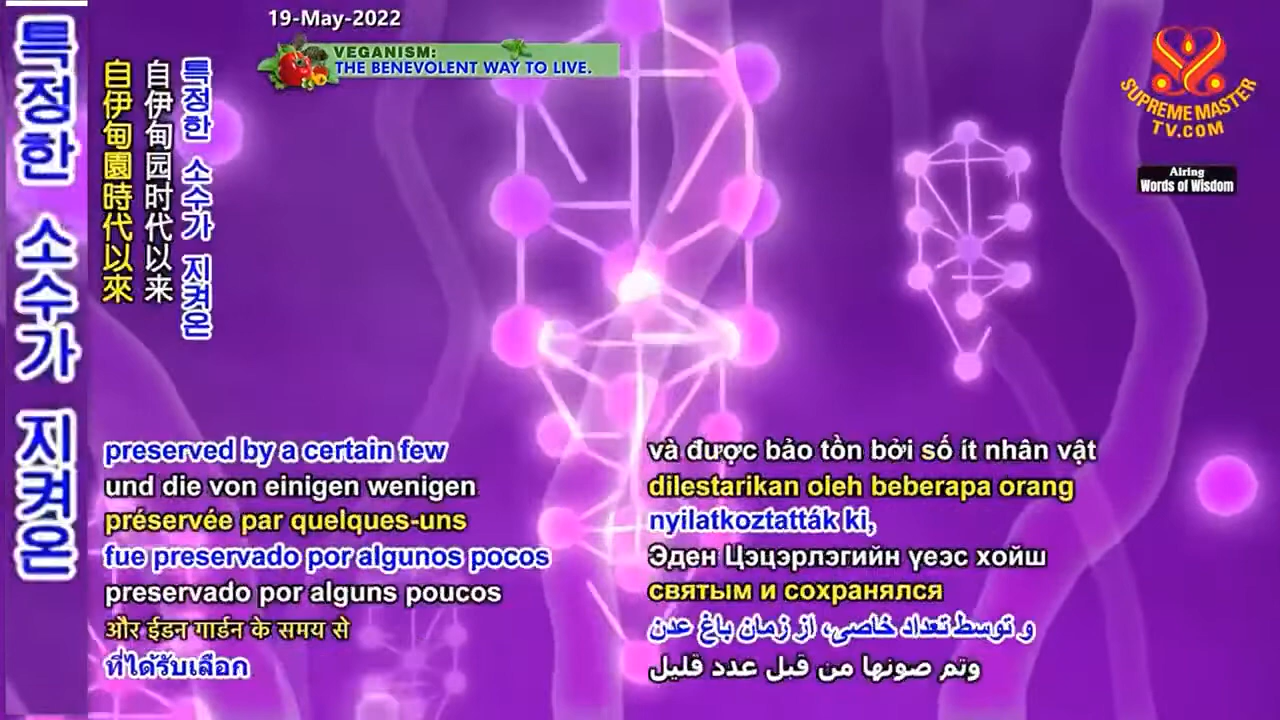 19-May-2022
VEGANISM:
THE BENEVOLENT WAY TO LIVE.
SUPREME MASTER
TV.COM
Airing
Words of Wisdom
특정한 소수가 지켜온
自伊甸園時代以來
自伊甸园时代以来
특정한 소수가 지켜온
preserved by a certain few
und die von einigen wenigen
préservée par quelques-uns
fue preservado por algunos pocos
preservado por alguns poucos
और ईडन गार्डन के समय से
ที่ได้รับเลือก
và được bảo tồn bởi số ít nhân vật
dilestarikan oleh beberapa orang
nyilatkoztatták ki,
Эден Цэцэрлэгийн үеэс хойш
святым и сохранялся
و توسط تعداد خاصی، از زمان باغ عدن
وتم صونها من قبل عدد قليل